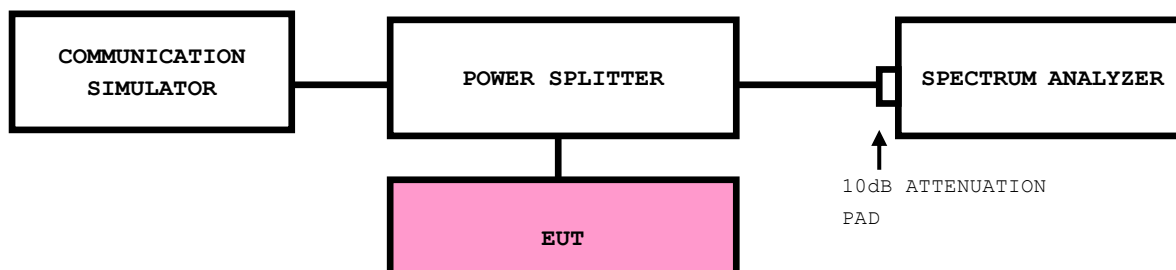 COMMUNICATION
SIMULATOR
POWER SPLITTER
SPECTRUM ANALYZER
10dB ATTENUATION
PAD
EUT